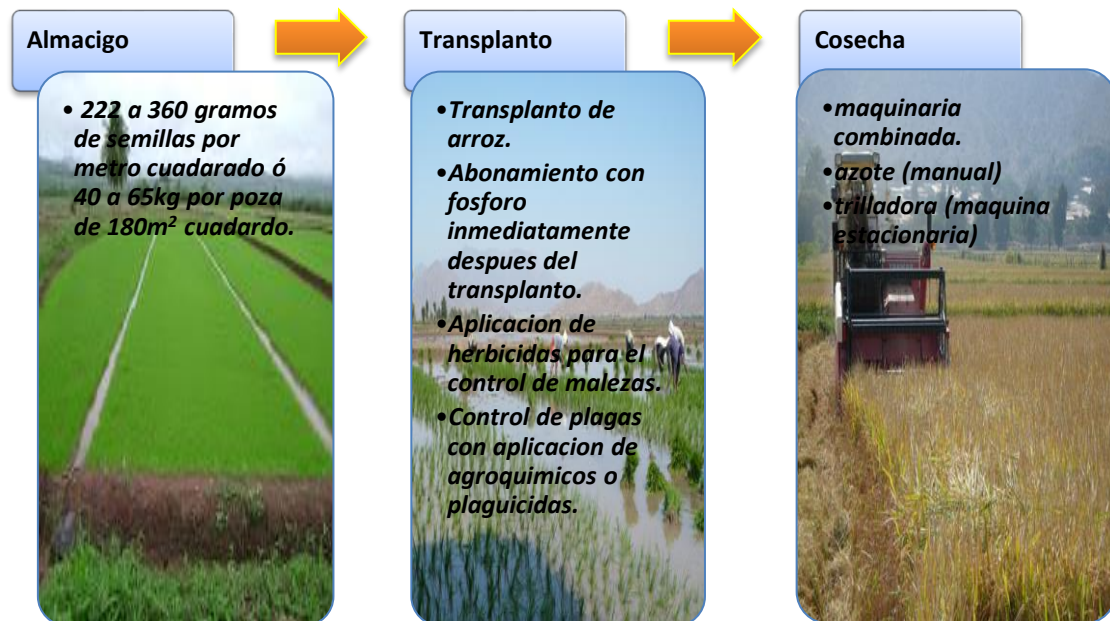 Almacigo
• 222 a 360 gramos
de semillas por
metro cuadarado ó
40 a 65kg por poza
de 180m² cuadardo.
Transplanto
•Transplanto de
arroz.
•Abonamiento con
fosforo
inmediatamente
despues del
transplanto.
•Aplicacion de
herbicidas para el
control de malezas.
•Control de plagas
con aplicacion de
agroquimicos o
plaguicidas.
Cosecha
•maquinaria
combinada.
•azote (manual)
•trilladora (maquina
estacionaria)